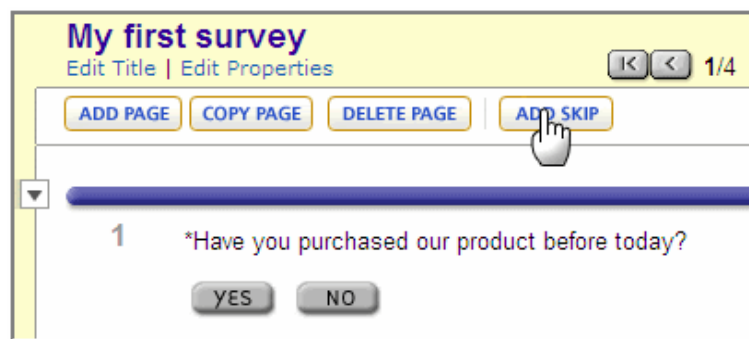 My first survey
Edit Title | Edit Properties
1/4
ADD PAGE COPY PAGE DELETE PAGE ADD SKIP
1 *Have you purchased our product before today?
YES NO